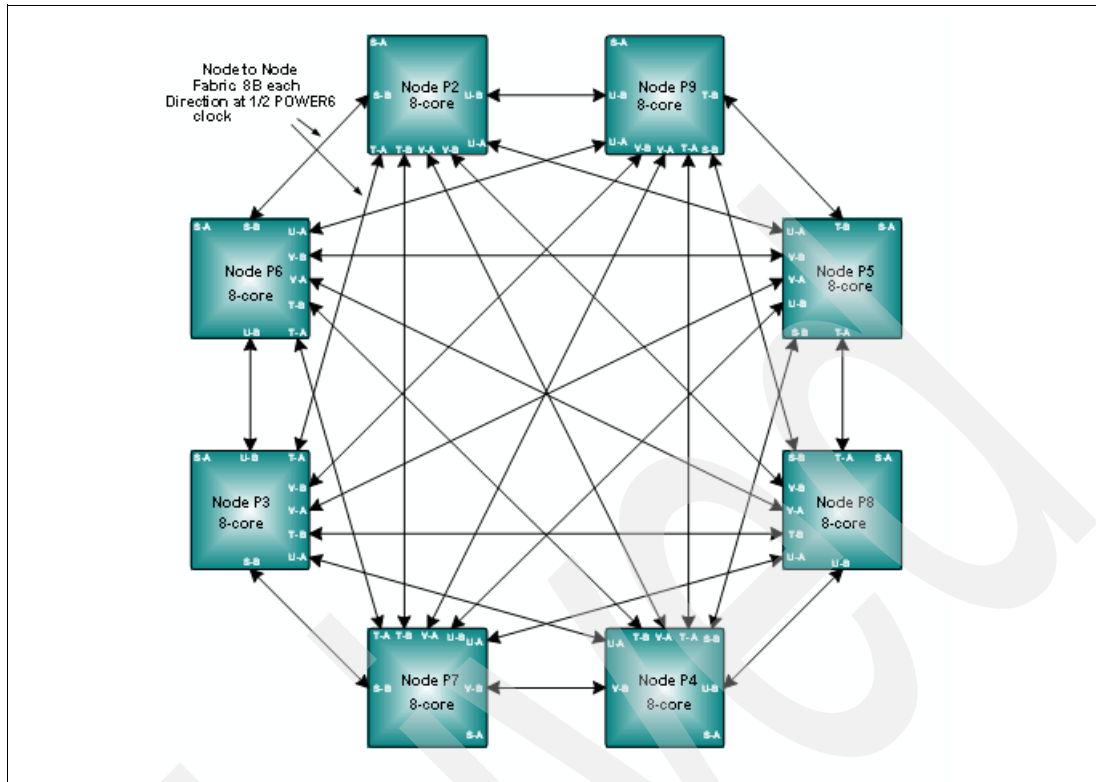 Node to Node
Fabric 8B each
Direction at 1/2 POWER6
clock
S-A
Node P2
8-core
S-B
U-B
U-A
T-A T-B V-A V-B
S-A
Node P9
8-core
U-B
T-B
U-A
V-B V-A T-A S-B
S-A
S-B
U-A
V-B
Node P6
V-A
8-core
T-B
U-B
T-A
U-A
T-B
S-A
V-B
Node P5
V-A
8-core
U-B
S-B
T-A
S-A
U-B
T-A
V-B
Node P3
V-A
8-core
T-B
U-A
S-B
S-B
T-A
S-A
V-B
Node P8
V-A
8-core
T-B
U-A
U-B
T-A T-B V-A U-B U-A
Node P7
S-B
V-B
8-core
S-A
U-A T-B V-A T-A S-B
Node P4
V-B
U-B
8-core
S-A